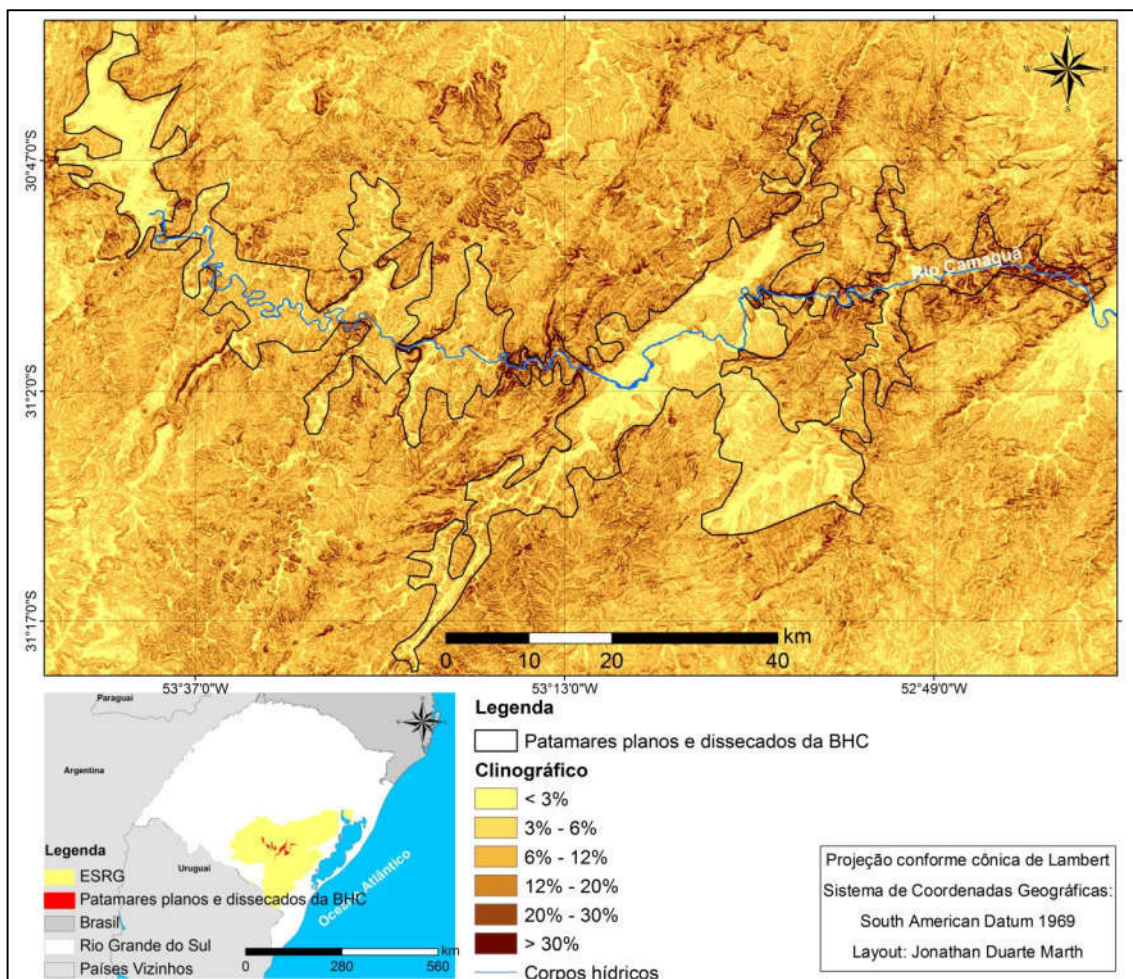 N
W
E
S
30°47'0"S
31°2'0"S
31°17'0"S
Rio Camaquã
km
0 10 20 40
53°37'0"W
53°13'0"W
52°49'0"W
Paraguai
Argentina
Uruguai
Oceano Atlântico
Legenda
ESRG
Patamares planos e dissecados da BHC
Brasil
Rio Grande do Sul
Países Vizinhos
km
0 280 560
Legenda
Patamares planos e dissecados da BHC
Clinográfico
< 3%
3% - 6%
6% - 12%
12% - 20%
20% - 30%
> 30%
Corpos hídricos
Projeção conforme cônica de Lambert
Sistema de Coordenadas Geográficas:
South American Datum 1969
Layout: Jonathan Duarte Marth